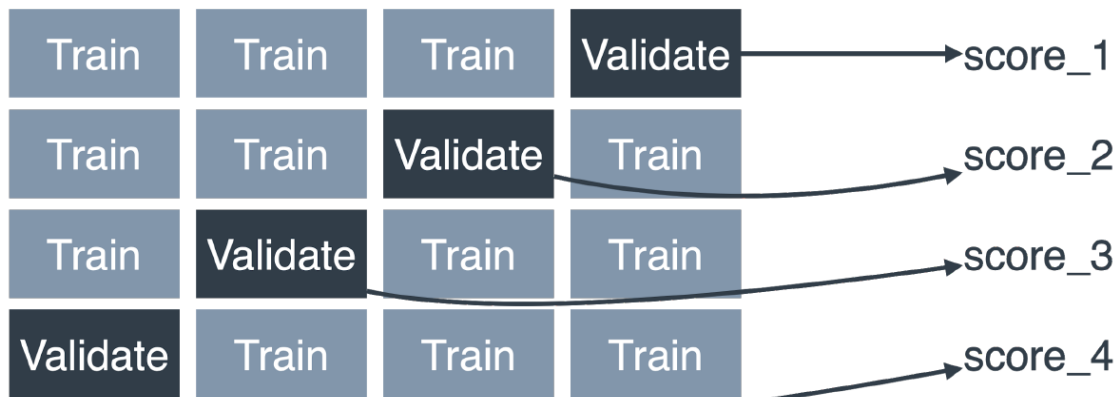 Train Train Train Validate score_1
Train Train Validate Train score_2
Train Validate Train Train score_3
Validate Train Train Train score_4